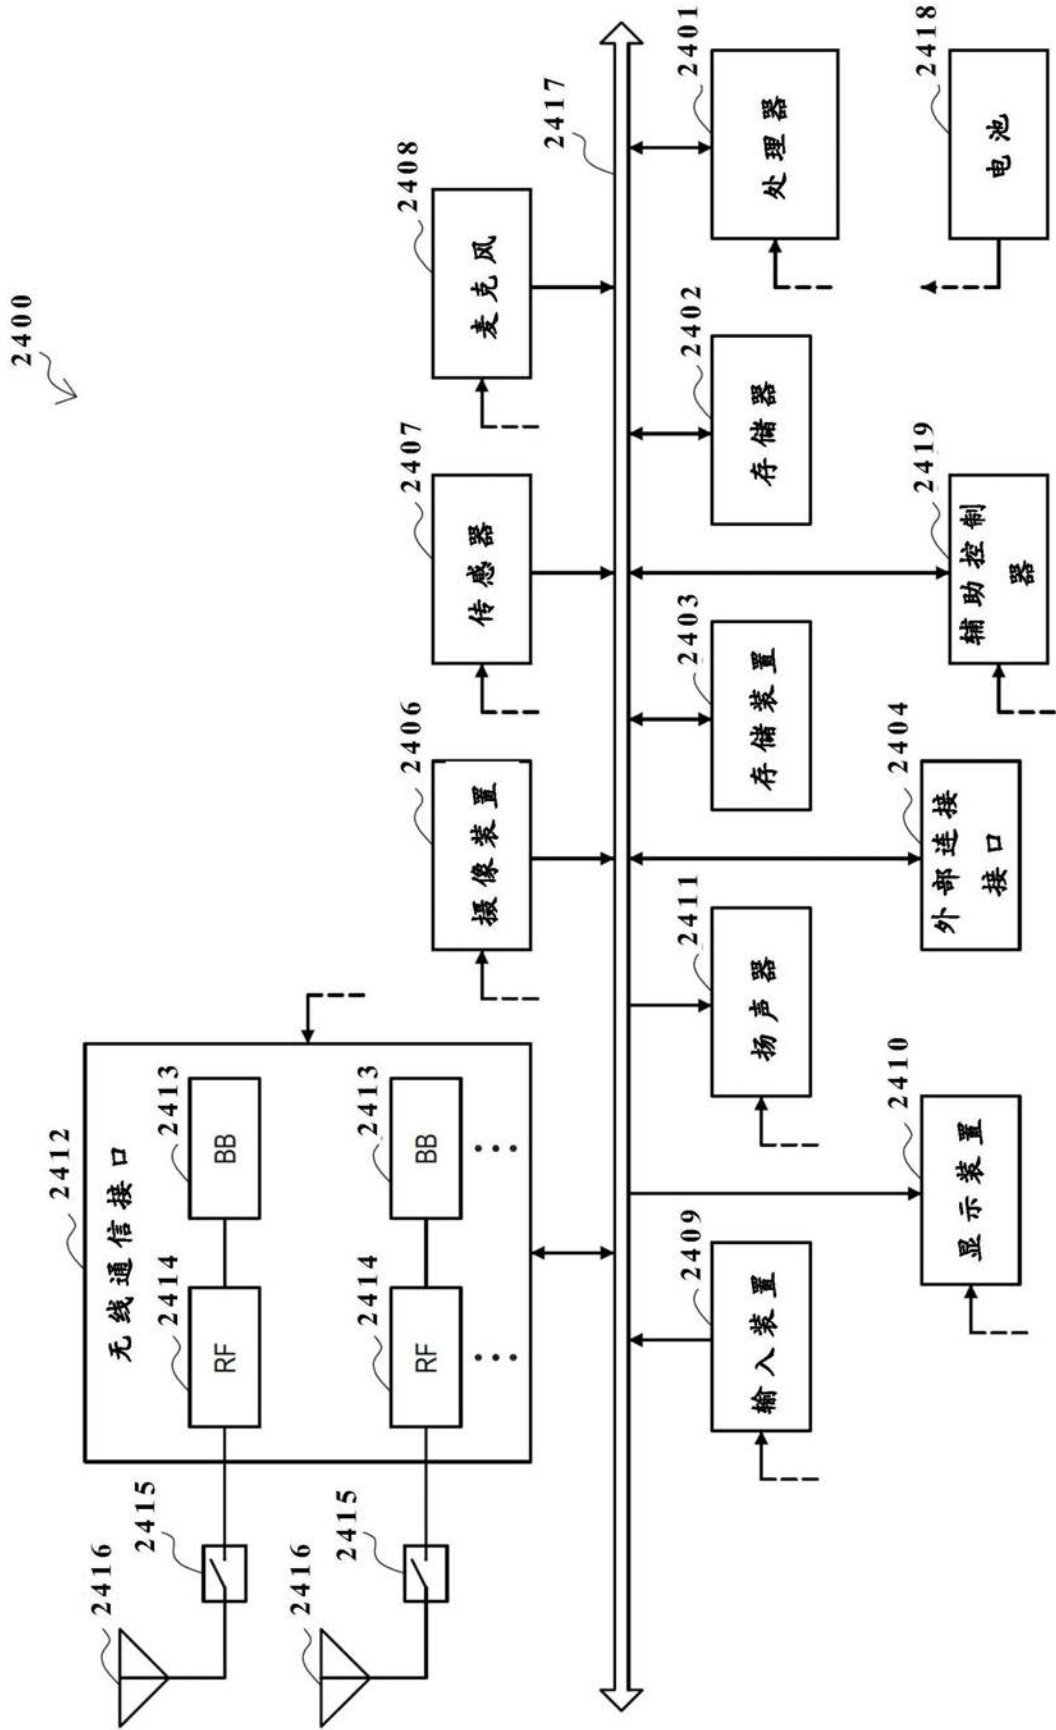 2400
2412
无线通信接口
2416
2415
2414
2413
RF
BB
2416
2415
2414
2413
RF
BB
2406
2407
2408
摄像装置
传感器
麦克风
2417
2409
2411
2403
2402
2401
输入装置
扬声器
存储装置
存储器
处理器
2410
2404
2419
2418
显示装置
外部连接
接口
辅助控制
器
电池